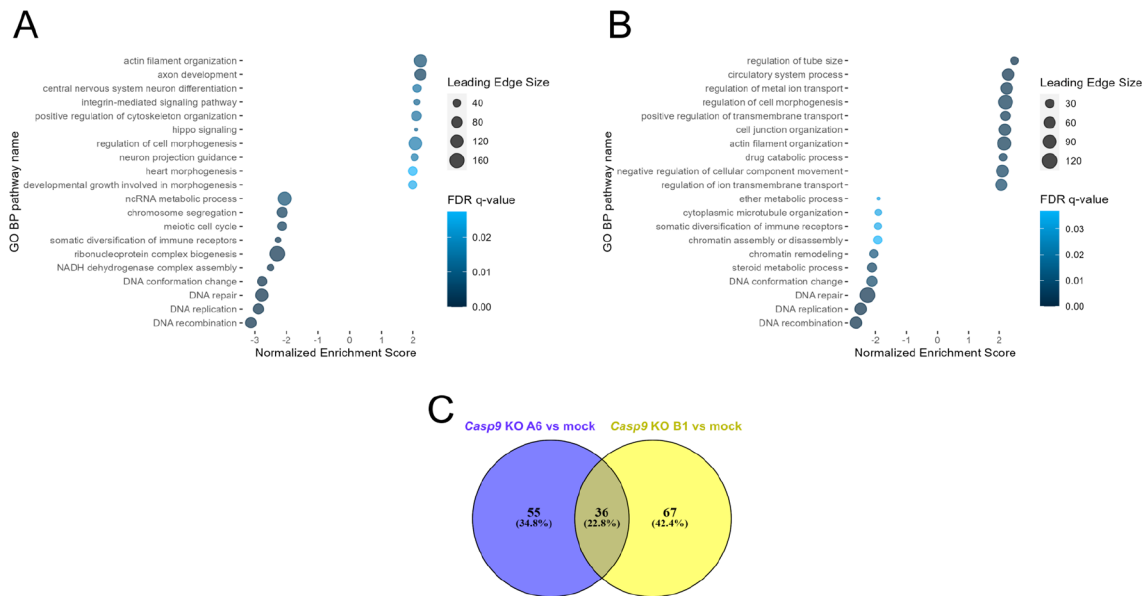 A
GO BP pathway name
actin filament organization
axon development
central nervous system neuron differentiation
integrin-mediated signaling pathway
positive regulation of cytoskeleton organization
hippo signaling
regulation of cell morphogenesis
neuron projection guidance
heart morphogenesis
developmental growth involved in morphogenesis
ncRNA metabolic process
chromosome segregation
meiotic cell cycle
somatic diversification of immune receptors
ribonucleoprotein complex biogenesis
NADH dehydrogenase complex assembly
DNA conformation change
DNA repair
DNA replication
DNA recombination
-3 -2 -1 0 1 2
Normalized Enrichment Score
Leading Edge Size
40
80
120
160
FDR q-value
0.02
0.01
0.00
B
GO BP pathway name
regulation of tube size
circulatory system process
regulation of metal ion transport
regulation of cell morphogenesis
positive regulation of transmembrane transport
cell junction organization
actin filament organization
drug catabolic process
negative regulation of cellular component movement
regulation of ion transmembrane transport
ether metabolic process
cytoplasmic microtubule organization
somatic diversification of immune receptors
chromatin assembly or disassembly
chromatin remodeling
steroid metabolic process
DNA conformation change
DNA repair
DNA replication
DNA recombination
-2 -1 0 1 2
Normalized Enrichment Score
Leading Edge Size
30
60
90
120
FDR q-value
0.03
0.02
0.01
0.00
C
Casp9 KO A6 vs mock
Casp9 KO B1 vs mock
55
(34.8%)
36
(22.8%)
67
(42.4%)